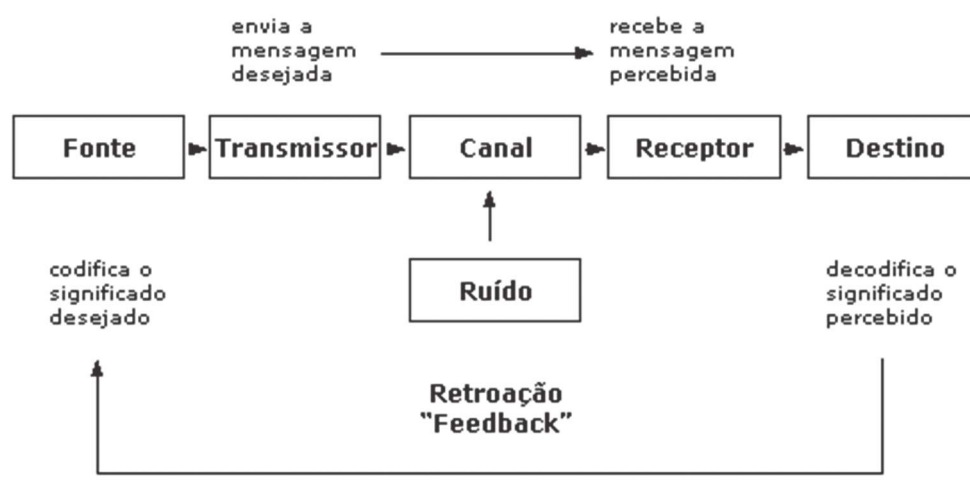 envia a
mensagem
desejada
recebe a
mensagem
percebida
Fonte
Transmissor
Canal
Receptor
Destino
codifica o
significado
desejado
Ruído
decodifica o
significado
percebido
Retroação
“Feedback”